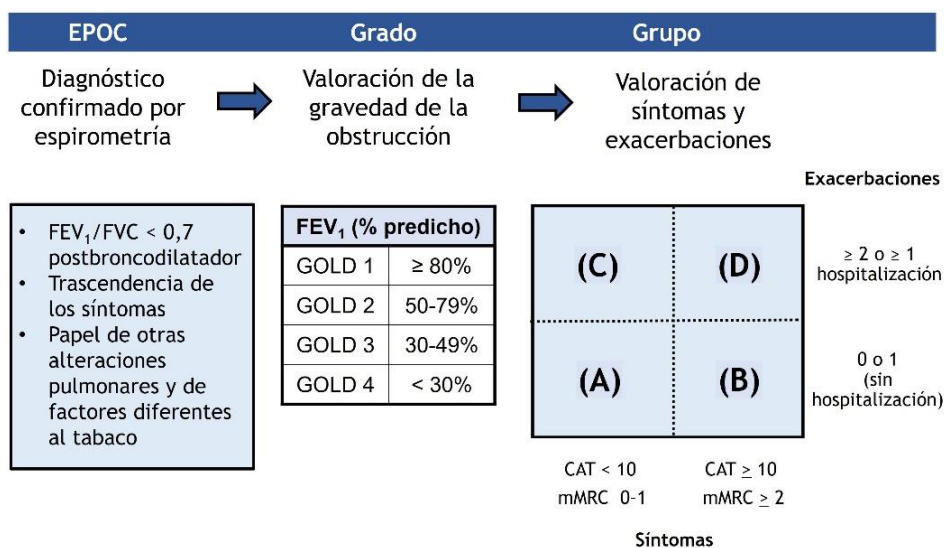 EPOC
Grado
Grupo
Diagnóstico
confirmado por
espirometría
Valoración de la
gravedad de la
obstrucción
Valoración de
síntomas y
exacerbaciones
• FEV₁/FVC < 0,7
postbroncodilatador
• Trascendencia de
los síntomas
• Papel de otras
alteraciones
pulmonares y de
factores diferentes
al tabaco
FEV₁ (% predicho)
GOLD 1 ≥ 80%
GOLD 2 50-79%
GOLD 3 30-49%
GOLD 4 < 30%
Exacerbaciones
(C) (D)
≥ 2 o ≥ 1
hospitalización
(A) (B)
0 o 1
(sin
hospitalización)
CAT < 10 CAT ≥ 10
mMRC 0-1 mMRC ≥ 2
Síntomas